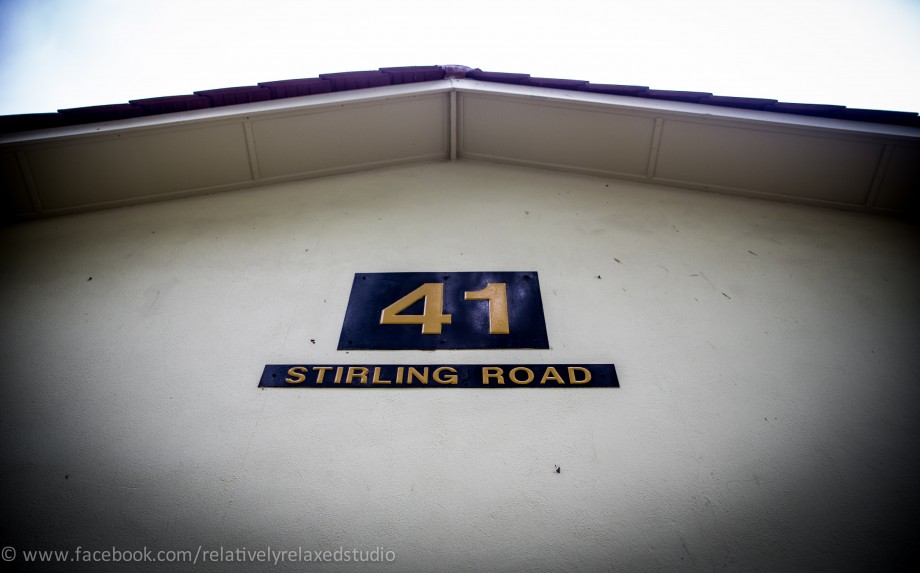 41
STIRLING ROAD
© www.facebook.com/relativelyrelaxedstudio